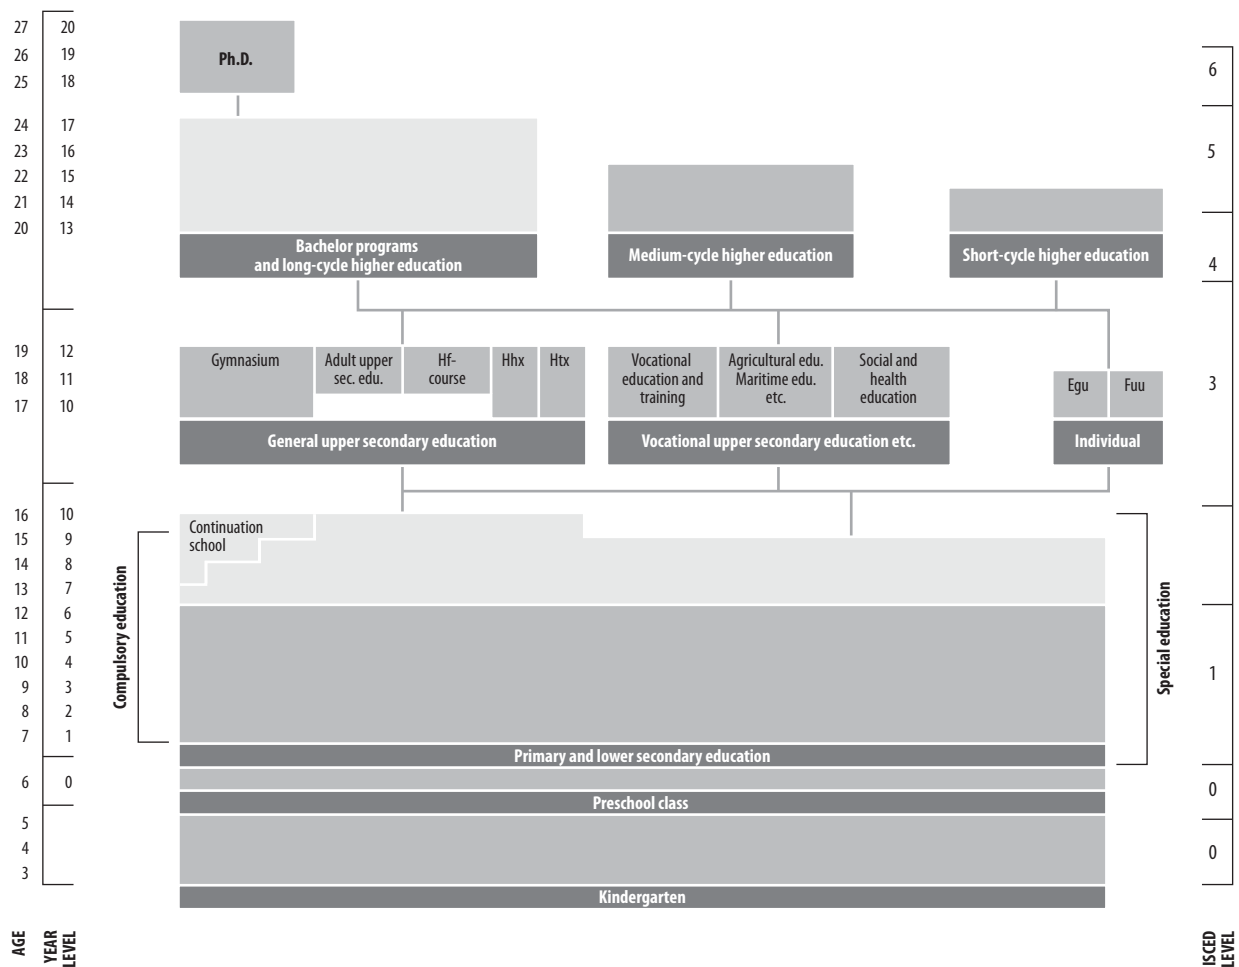 27 20
26 19
25 18
24 17
23 16
22 15
21 14
20 13
19 12
18 11
17 10
16 10
15 9
14 8
13 7
12 6
11 5
10 4
9 3
8 2
7 1
6 0
5
4
3
AGE
YEAR
LEVEL
Ph.D.
Bachelor programs
and long-cycle higher education
Medium-cycle higher education
Short-cycle higher education
Gymnasium
Adult upper
sec. edu.
Hf-
course
Hhx
Htx
General upper secondary education
Vocational
education and
training
Agricultural edu.
Maritime edu.
etc.
Social and
health
education
Vocational upper secondary education etc.
Egu
Fuu
Individual
Continuation
school
Compulsory education
Special education
Primary and lower secondary education
Preschool class
Kindergarten
6
5
4
3
1
0
0
ISCED
LEVEL